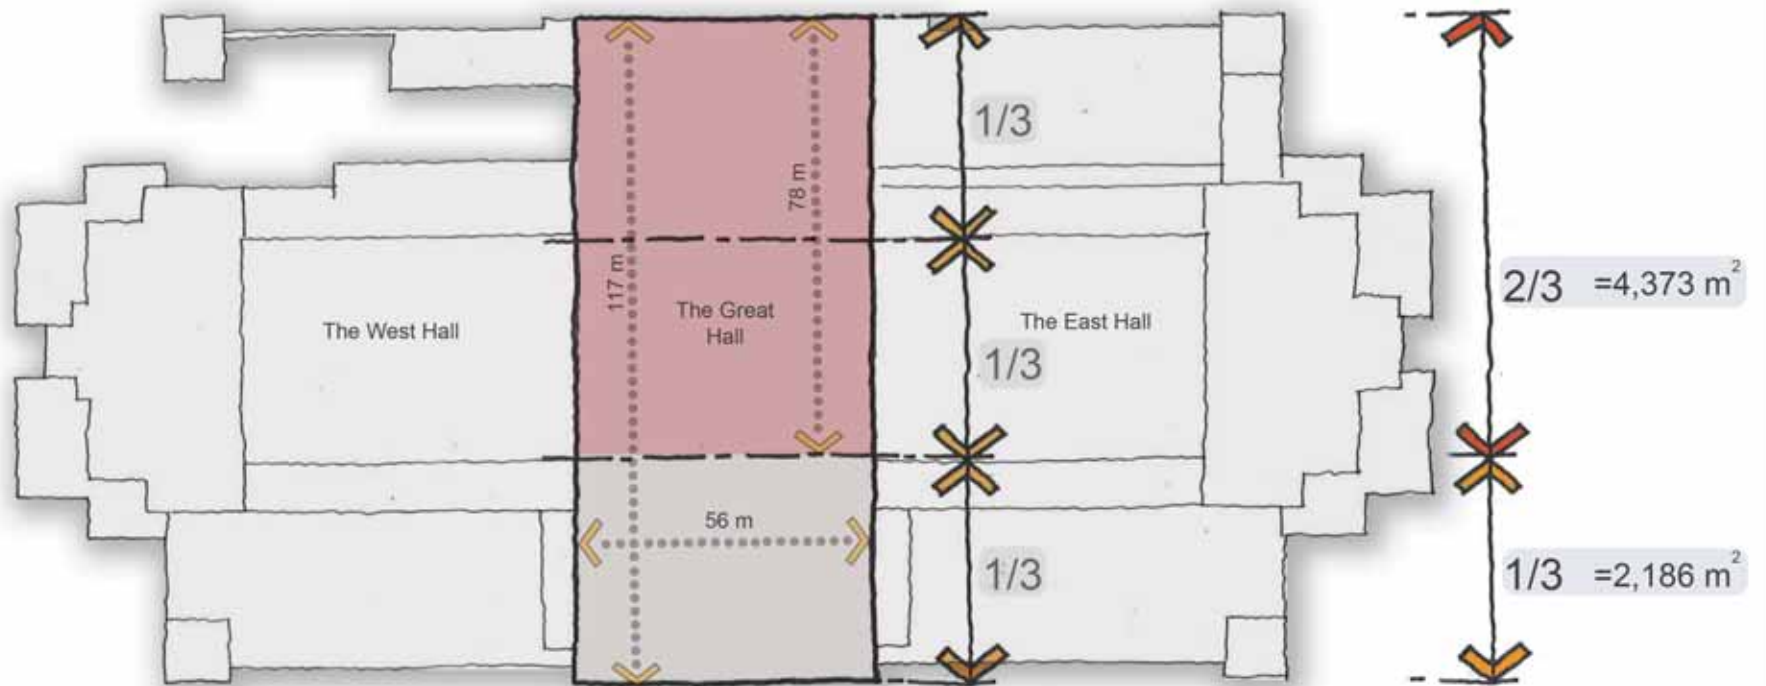 1/3
78 m
117 m
The West Hall
The Great
Hall
The East Hall
1/3
2/3 =4,373 m²
56 m
1/3
1/3 =2,186 m²